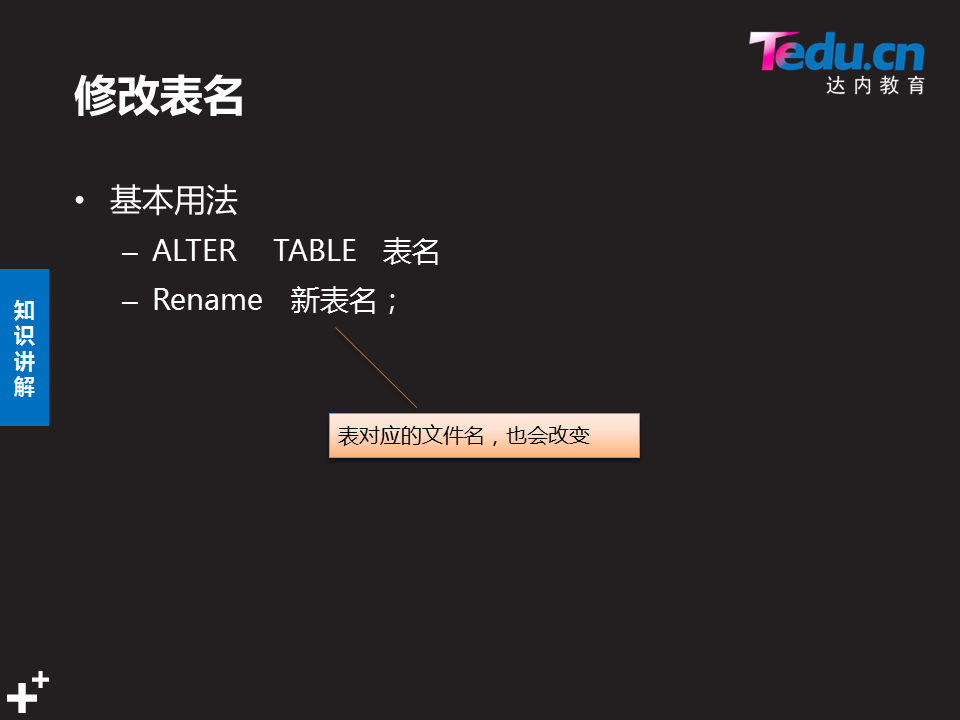 Tedu.cn
达内教育
修改表名
• 基本用法
– ALTER TABLE 表名
– Rename 新表名；
知识讲解
表对应的文件名，也会改变